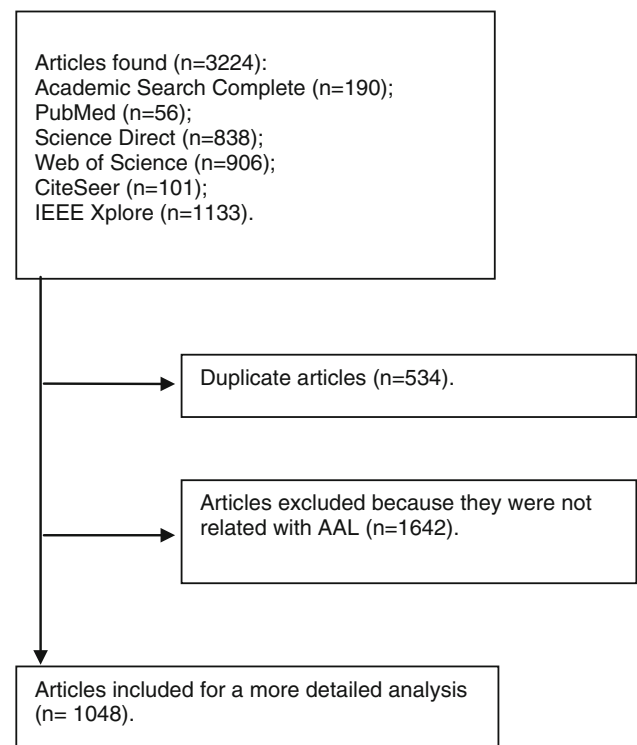 Articles found (n=3224):
Academic Search Complete (n=190);
PubMed (n=56);
Science Direct (n=838);
Web of Science (n=906);
CiteSeer (n=101);
IEEE Xplore (n=1133).
Duplicate articles (n=534).
Articles excluded because they were not
related with AAL (n=1642).
Articles included for a more detailed analysis
(n= 1048).